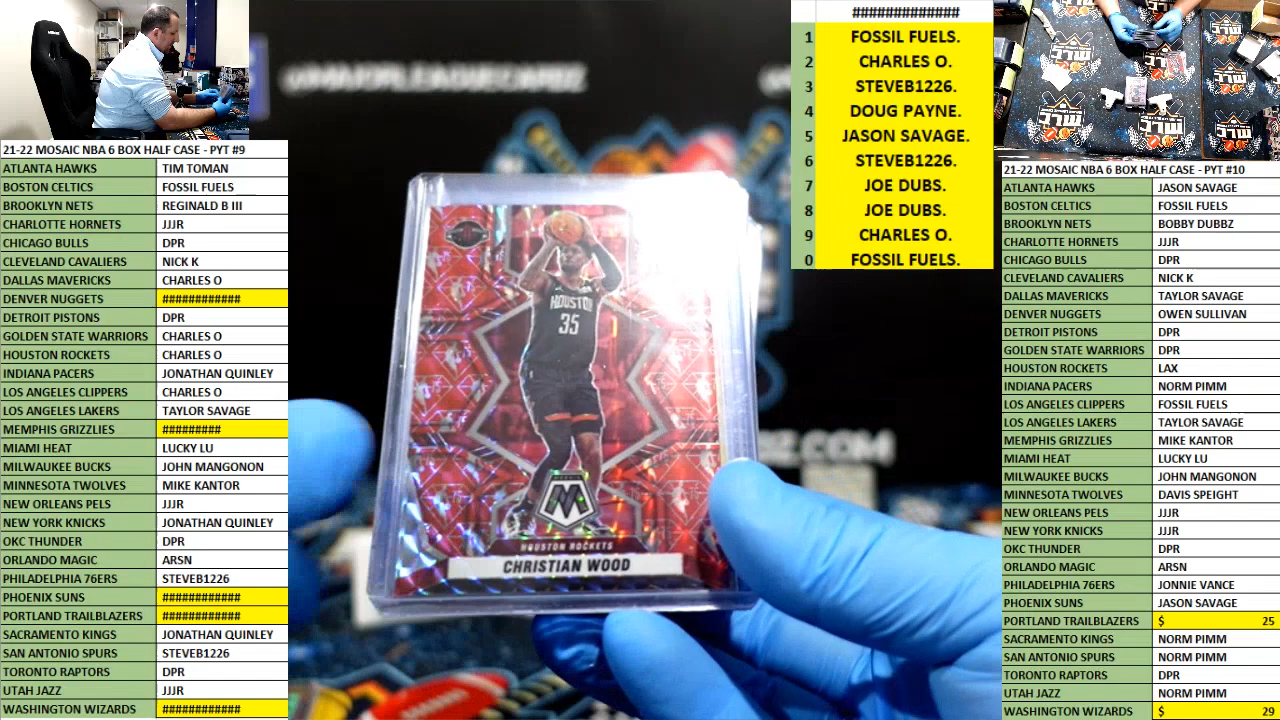 21-22 MOSAIC NBA 6 BOX HALF CASE - PYT #9
ATLANTA HAWKS TIM TOMAN
BOSTON CELTICS FOSSIL FUELS
BROOKLYN NETS REGINALD B III
CHARLOTTE HORNETS JJJR
CHICAGO BULLS DPR
CLEVELAND CAVALIERS NICK K
DALLAS MAVERICKS CHARLES O
DENVER NUGGETS ############
DETROIT PISTONS DPR
GOLDEN STATE WARRIORS CHARLES O
HOUSTON ROCKETS CHARLES O
INDIANA PACERS JONATHAN QUINLEY
LOS ANGELES CLIPPERS CHARLES O
LOS ANGELES LAKERS TAYLOR SAVAGE
MEMPHIS GRIZZLIES #########
MIAMI HEAT LUCKY LU
MILWAUKEE BUCKS JOHN MANGONON
MINNESOTA TWOLVES MIKE KANTOR
NEW ORLEANS PELS JJJR
NEW YORK KNICKS JONATHAN QUINLEY
OKC THUNDER DPR
ORLANDO MAGIC ARSN
PHILADELPHIA 76ERS STEVEB1226
PHOENIX SUNS ############
PORTLAND TRAILBLAZERS ############
SACRAMENTO KINGS JONATHAN QUINLEY
SAN ANTONIO SPURS STEVEB1226
TORONTO RAPTORS DPR
UTAH JAZZ JJJR
WASHINGTON WIZARDS ############
HOUSTON
35
M
HOUSTON ROCKETS
CHRISTIAN WOOD
.COM
#############
1 FOSSIL FUELS.
2 CHARLES O.
3 STEVEB1226.
4 DOUG PAYNE.
5 JASON SAVAGE.
6 STEVEB1226.
7 JOE DUBS.
8 JOE DUBS.
9 CHARLES O.
0 FOSSIL FUELS.
21-22 MOSAIC NBA 6 BOX HALF CASE - PYT #10
ATLANTA HAWKS JASON SAVAGE
BOSTON CELTICS FOSSIL FUELS
BROOKLYN NETS BOBBY DUBBZ
CHARLOTTE HORNETS JJJR
CHICAGO BULLS DPR
CLEVELAND CAVALIERS NICK K
DALLAS MAVERICKS TAYLOR SAVAGE
DENVER NUGGETS OWEN SULLIVAN
DETROIT PISTONS DPR
GOLDEN STATE WARRIORS DPR
HOUSTON ROCKETS LAX
INDIANA PACERS NORM PIMM
LOS ANGELES CLIPPERS FOSSIL FUELS
LOS ANGELES LAKERS TAYLOR SAVAGE
MEMPHIS GRIZZLIES MIKE KANTOR
MIAMI HEAT LUCKY LU
MILWAUKEE BUCKS JOHN MANGONON
MINNESOTA TWOLVES DAVIS SPEIGHT
NEW ORLEANS PELS JJJR
NEW YORK KNICKS JJJR
OKC THUNDER DPR
ORLANDO MAGIC ARSN
PHILADELPHIA 76ERS JONNIE VANCE
PHOENIX SUNS JASON SAVAGE
PORTLAND TRAILBLAZERS $ 25
SACRAMENTO KINGS NORM PIMM
SAN ANTONIO SPURS NORM PIMM
TORONTO RAPTORS DPR
UTAH JAZZ NORM PIMM
WASHINGTON WIZARDS $ 29